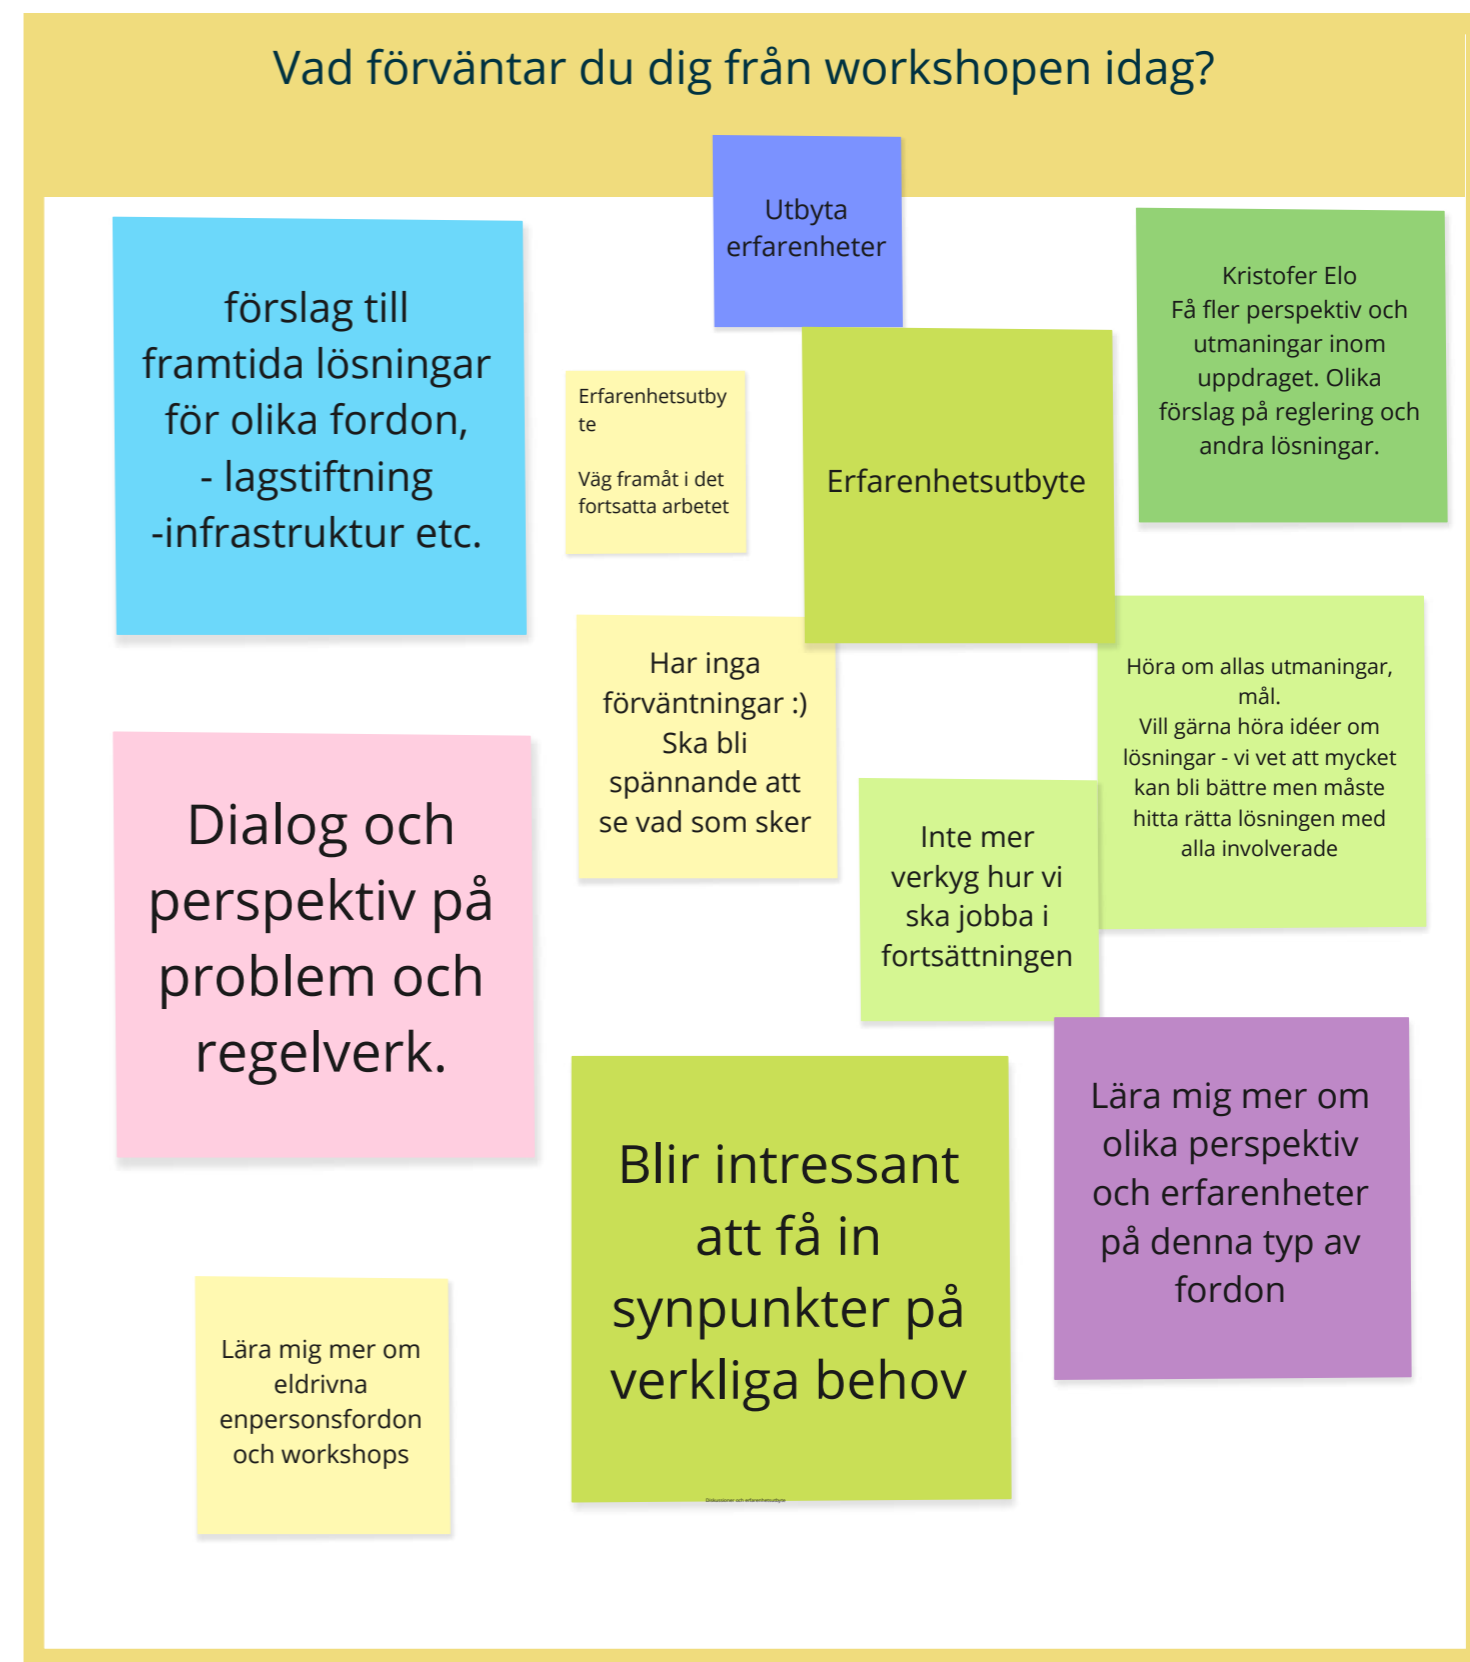 Vad förväntar du dig från workshopen idag?
Utbyta
erfarenheter
förslag till
framtida lösningar
för olika fordon,
- lagstiftning
-infrastruktur etc.
Erfarenhetsutby
te
Väg framåt i det
fortsatta arbetet
Erfarenhetsutbyte
Kristofer Elo
Få fler perspektiv och
utmaningar inom
uppdraget. Olika
förslag på reglering och
andra lösningar.
Har inga
förväntningar :)
Ska bli
spännande att
se vad som sker
Höra om allas utmaningar,
mål.
Vill gärna höra idéer om
lösningar - vi vet att mycket
kan bli bättre men måste
hitta rätta lösningen med
alla involverade
Dialog och
perspektiv på
problem och
regelverk.
Inte mer
verkyg hur vi
ska jobba i
fortsättningen
Blir intressant
att få in
synpunkter på
verkliga behov
Diskussioner och erfarenhetsutbyte
Lära mig mer om
olika perspektiv
och erfarenheter
på denna typ av
fordon
Lära mig mer om
eldrivna
enpersonsfordon
och workshops